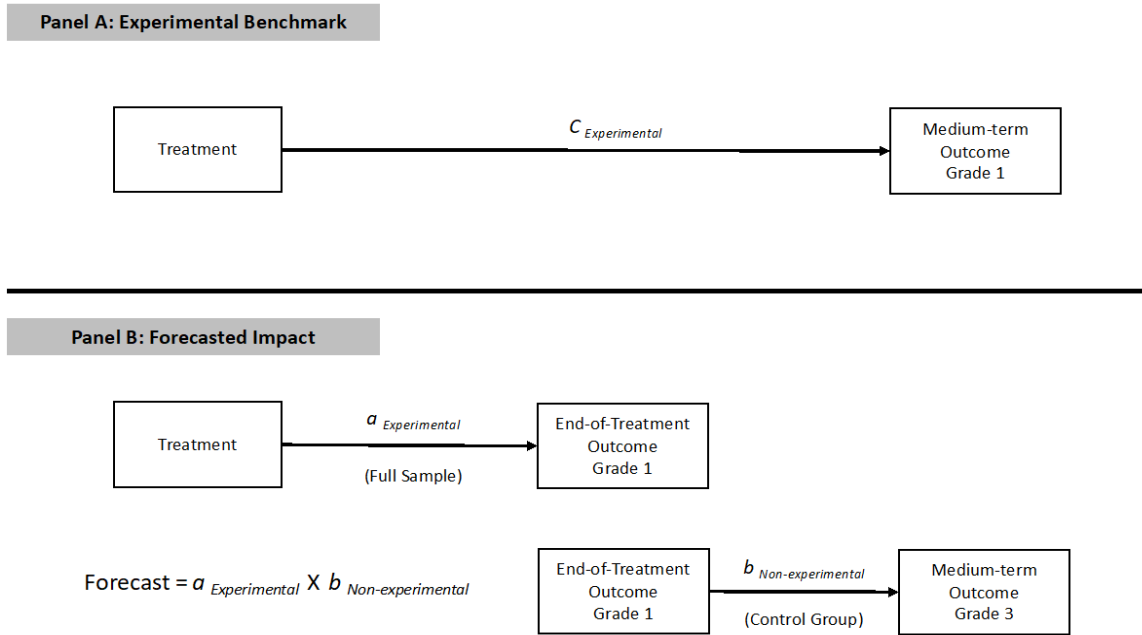 Panel A: Experimental Benchmark
Treatment
C Experimental
Medium-term
Outcome
Grade 1
Panel B: Forecasted Impact
Treatment
a Experimental
(Full Sample)
End-of-Treatment
Outcome
Grade 1
Forecast = a Experimental X b Non-experimental
End-of-Treatment
Outcome
Grade 1
b Non-experimental
(Control Group)
Medium-term
Outcome
Grade 3